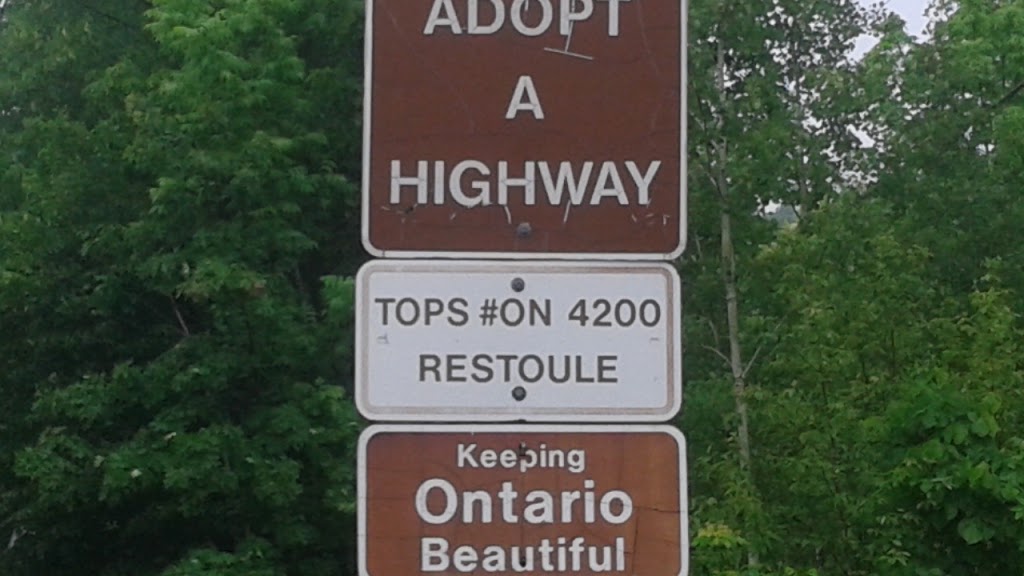 ADOPT
A
HIGHWAY
TOPS #ON 4200
RESTOULE
Keeping
Ontario
Beautiful